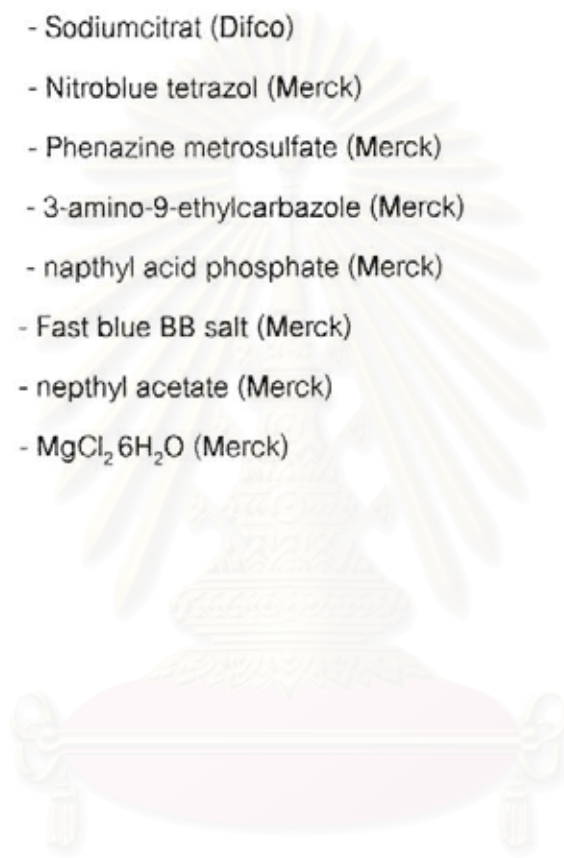 - Sodiumcitrat (Difco)
- Nitroblue tetrazol (Merck)
- Phenazine metrosulfate (Merck)
- 3-amino-9-ethylcarbazole (Merck)
- napthyl acid phosphate (Merck)
- Fast blue BB salt (Merck)
- nepthyl acetate (Merck)
- MgCl₂ 6H₂O (Merck)